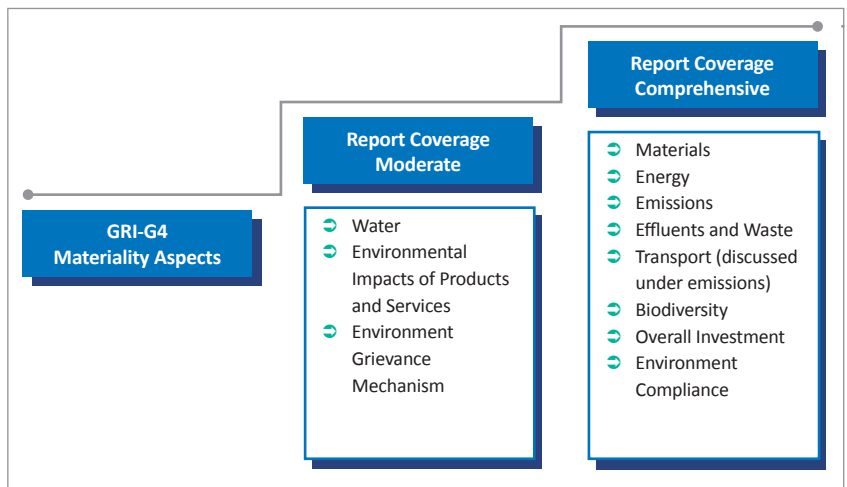 GRI-G4
Materiality Aspects
Report Coverage
Moderate
Water
Environmental
Impacts of Products
and Services
Environment
Grievance
Mechanism
Report Coverage
Comprehensive
Materials
Energy
Emissions
Effluents and Waste
Transport (discussed
under emissions)
Biodiversity
Overall Investment
Environment
Compliance